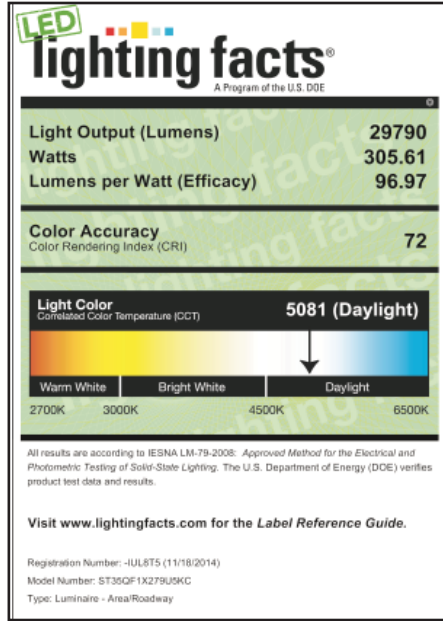 LED
lighting facts®
A Program of the U.S. DOE
Light Output (Lumens) 29790
Watts 305.61
Lumens per Watt (Efficacy) 96.97
Color Accuracy 72
Color Rendering Index (CRI)
Light Color 5081 (Daylight)
Correlated Color Temperature (CCT)
Warm White Bright White Daylight
2700K 3000K 4500K 6500K
All results are according to IESNA LM-79-2008: Approved Method for the Electrical and
Photometric Testing of Solid-State Lighting. The U.S. Department of Energy (DOE) verifies
product test data and results.
Visit www.lightingfacts.com for the Label Reference Guide.
Registration Number: -IUL8T5 (11/18/2014)
Model Number: ST35QF1X279U5KC
Type: Luminaire - Area/Roadway